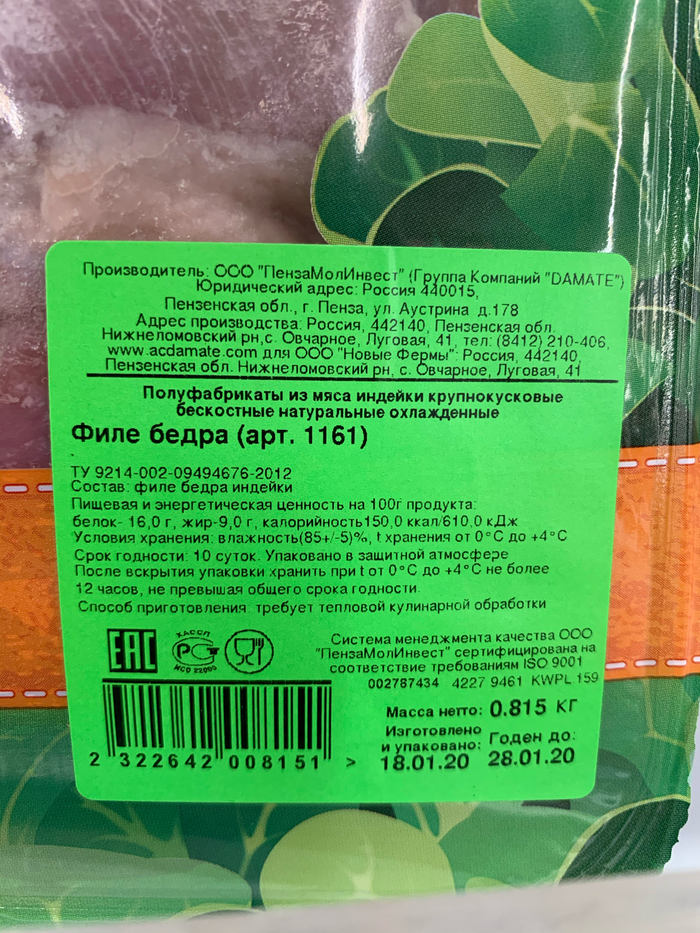 Производитель: ООО "ПензаМолИнвест" (Группа Компаний "DAMATE")
Юридический адрес: Россия 440015,
Пензенская обл., г. Пенза, ул. Аустрина д.178
Адрес производства: Россия, 442140, Пензенская обл.
Нижнеломовский рн,с. Овчарное, Луговая, 41, тел: (8412) 210-406,
www.acdamate.com для ООО "Новые Фермы": Россия, 442140,
Пензенская обл. Нижнеломовский рн, с. Овчарное, Луговая, 41
Полуфабрикаты из мяса индейки крупнокусковые
бескостные натуральные охлажденные
Филе бедра (арт. 1161)
ТУ 9214-002-09494676-2012
Состав: филе бедра индейки
Пищевая и энергетическая ценность на 100г продукта:
белок- 16,0 г, жир-9,0 г, калорийность150,0 ккал/610,0 кДж
Условия хранения: влажность(85+/-5)%, t хранения от 0°С до +4°С
Срок годности: 10 суток. Упаковано в защитной атмосфере
После вскрытия упаковки хранить при t от 0°С до +4°С не более
12 часов, не превышая общего срока годности.
Способ приготовления: требует тепловой кулинарной обработки
ЕАС
ХАССП
РСТ
ИСО 22000
Система менеджмента качества ООО
"ПензаМолИнвест" сертифицирована на
соответствие требованиям ISO 9001
002787434 4227 9461 KWPL 159
Масса нетто: 0.815 КГ
Изготовлено
и упаковано: Годен до:
18.01.20 28.01.20
2 322642 008151 >